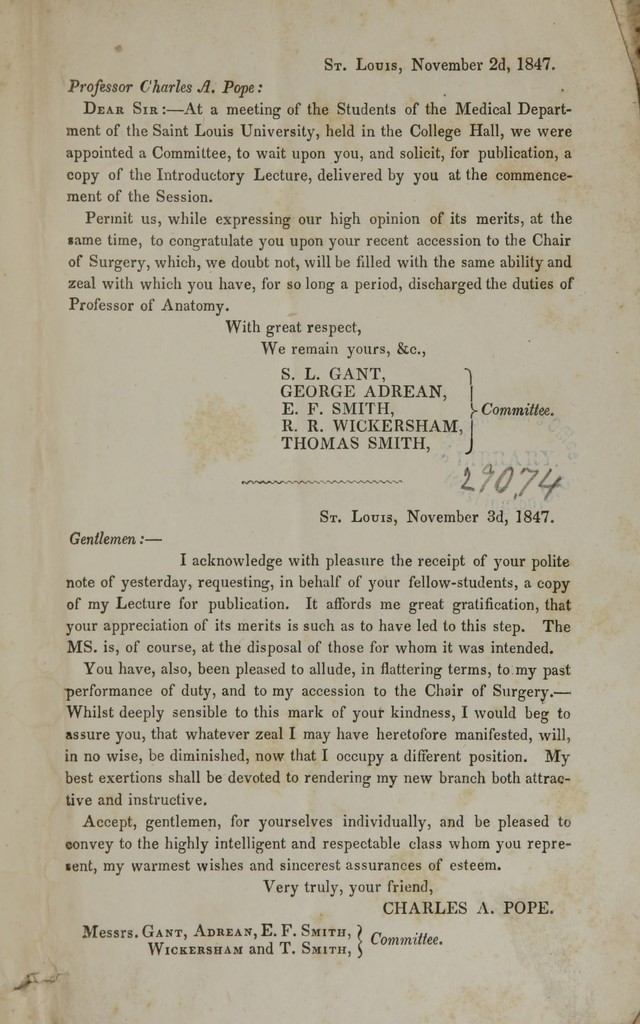 St. Louis, November 2d, 1847.
Professor Charles A. Pope:
Dear Sir:—At a meeting of the Students of the Medical Depart-
ment of the Saint Louis University, held in the College Hall, we were
appointed a Committee, to wait upon you, and solicit, for publication, a
copy of the Introductory Lecture, delivered by you at the commence-
ment of the Session.
Permit us, while expressing our high opinion of its merits, at the
same time, to congratulate you upon your recent accession to the Chair
of Surgery, which, we doubt not, will be filled with the same ability and
zeal with which you have, for so long a period, discharged the duties of
Professor of Anatomy.
With great respect,
We remain yours, &c.,
S. L. GANT,
GEORGE ADREAN,
E. F. SMITH, } Committee.
R. R. WICKERSHAM,
THOMAS SMITH,
29074
St. Louis, November 3d, 1847.
Gentlemen:—
I acknowledge with pleasure the receipt of your polite
note of yesterday, requesting, in behalf of your fellow-students, a copy
of my Lecture for publication. It affords me great gratification, that
your appreciation of its merits is such as to have led to this step. The
MS. is, of course, at the disposal of those for whom it was intended.
You have, also, been pleased to allude, in flattering terms, to my past
performance of duty, and to my accession to the Chair of Surgery.—
Whilst deeply sensible to this mark of your kindness, I would beg to
assure you, that whatever zeal I may have heretofore manifested, will,
in no wise, be diminished, now that I occupy a different position. My
best exertions shall be devoted to rendering my new branch both attrac-
tive and instructive.
Accept, gentlemen, for yourselves individually, and be pleased to
convey to the highly intelligent and respectable class whom you repre-
sent, my warmest wishes and sincerest assurances of esteem.
Very truly, your friend,
CHARLES A. POPE.
Messrs. Gant, Adrean, E. F. Smith, } Committee.
Wickersham and T. Smith,